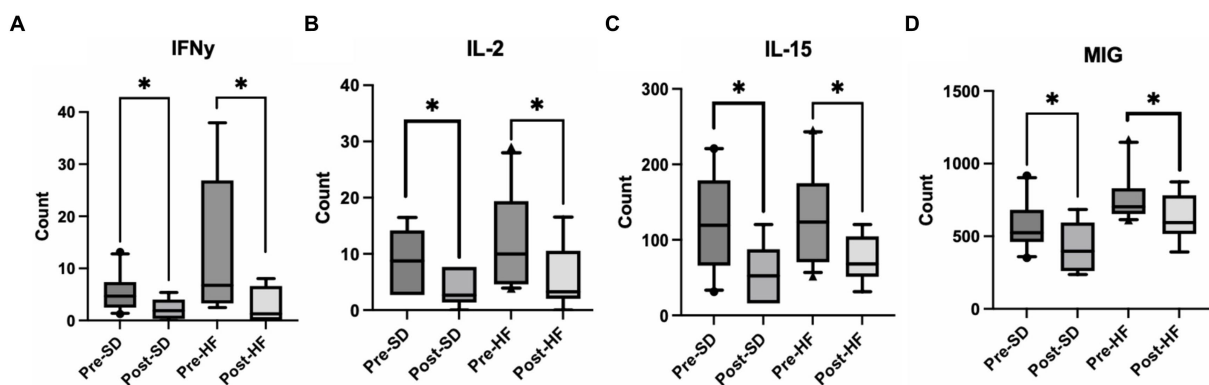 A
IFNy
Count
40
30
20
10
0
*
*
Pre-SD
Post-SD
Pre-HF
Post-HF
B
IL-2
Count
40
30
20
10
0
*
*
Pre-SD
Post-SD
Pre-HF
Post-HF
C
IL-15
Count
300
200
100
0
*
*
Pre-SD
Post-SD
Pre-HF
Post-HF
D
MIG
Count
1500
1000
500
0
*
*
Pre-SD
Post-SD
Pre-HF
Post-HF